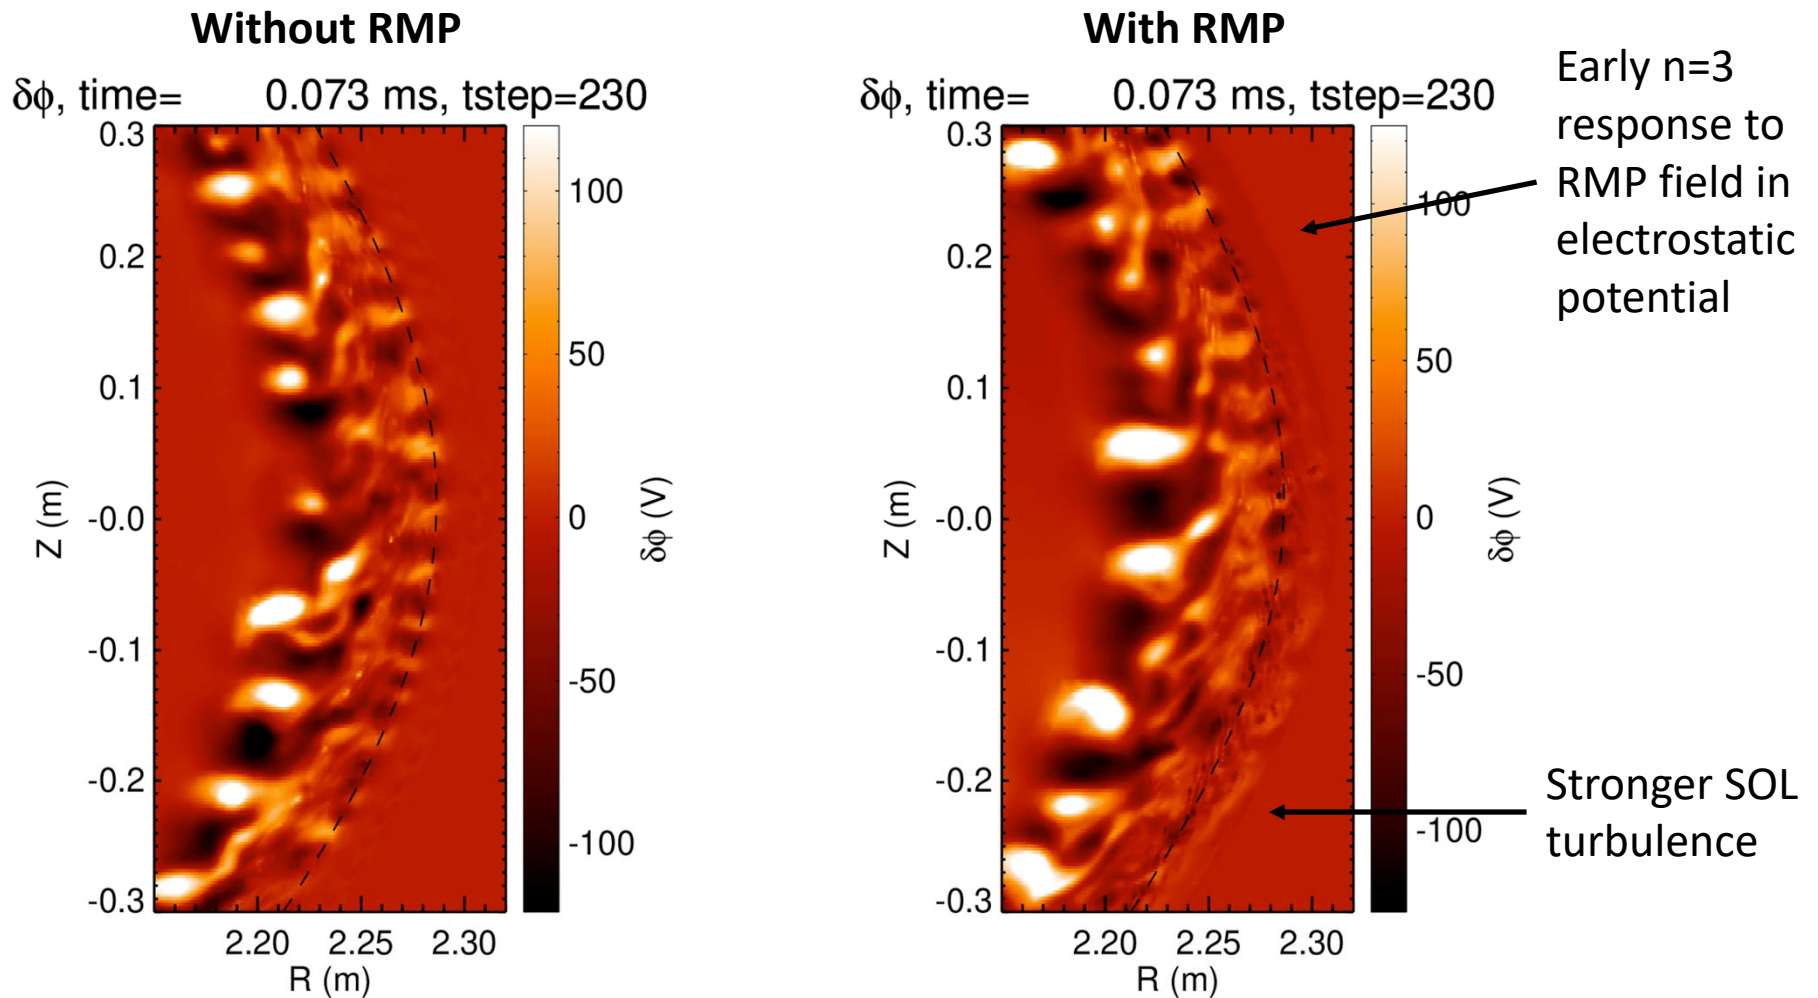 Without RMP
δϕ, time= 0.073 ms, tstep=230
0.3
0.2
0.1
-0.0
-0.1
-0.2
-0.3
Z (m)
2.20 2.25 2.30
R (m)
100
50
0
-50
-100
δϕ (V)
With RMP
δϕ, time= 0.073 ms, tstep=230
0.3
0.2
0.1
-0.0
-0.1
-0.2
-0.3
Z (m)
2.20 2.25 2.30
R (m)
100
50
0
-50
-100
δϕ (V)
Early n=3
response to
RMP field in
electrostatic
potential
Stronger SOL
turbulence